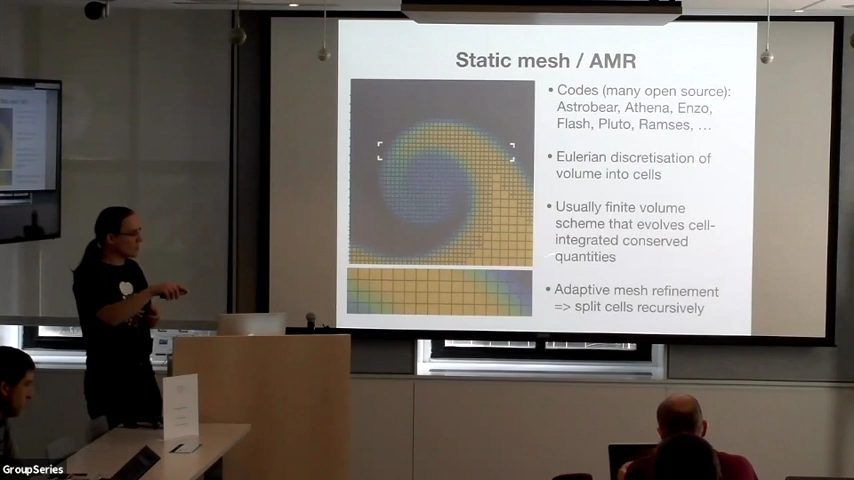 Static mesh / AMR
• Codes (many open source):
Astrobear, Athena, Enzo,
Flash, Pluto, Ramses, …
• Eulerian discretisation of
volume into cells
• Usually finite volume
scheme that evolves cell-
integrated conserved
quantities
• Adaptive mesh refinement
=> split cells recursively
GroupSeries